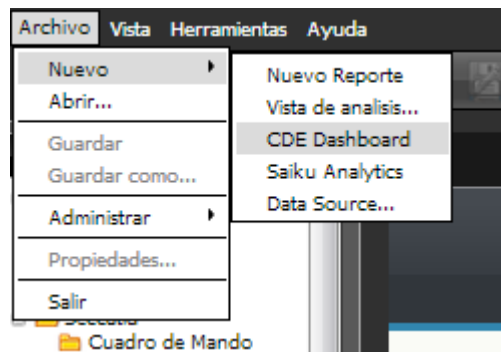 Archivo Vista Herramientas Ayuda
Nuevo
Abrir...
Guardar
Guardar como...
Administrar
Propiedades...
Salir
Nuevo Reporte
Vista de analisis...
CDE Dashboard
Saiku Analytics
Data Source...
Cuadro de Mando